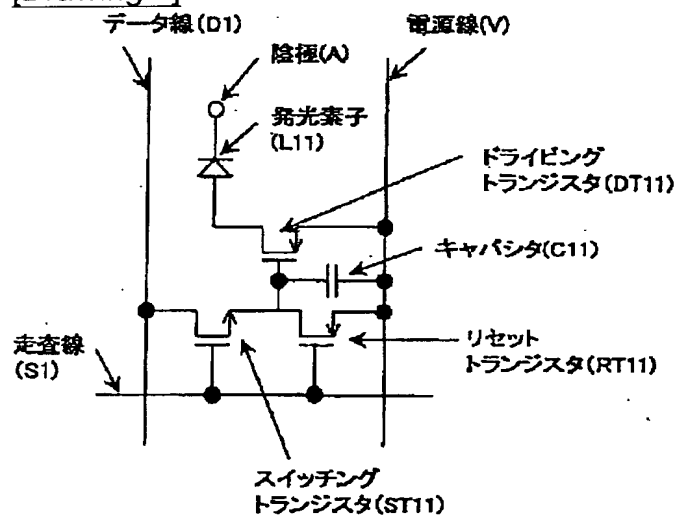 データ線(D1)
電源線(V)
陰極(A)
発光素子
(L11)
ドライビング
トランジスタ(DT11)
キャパシタ(C11)
走査線
(S1)
リセット
トランジスタ(RT11)
スイッチング
トランジスタ(ST11)